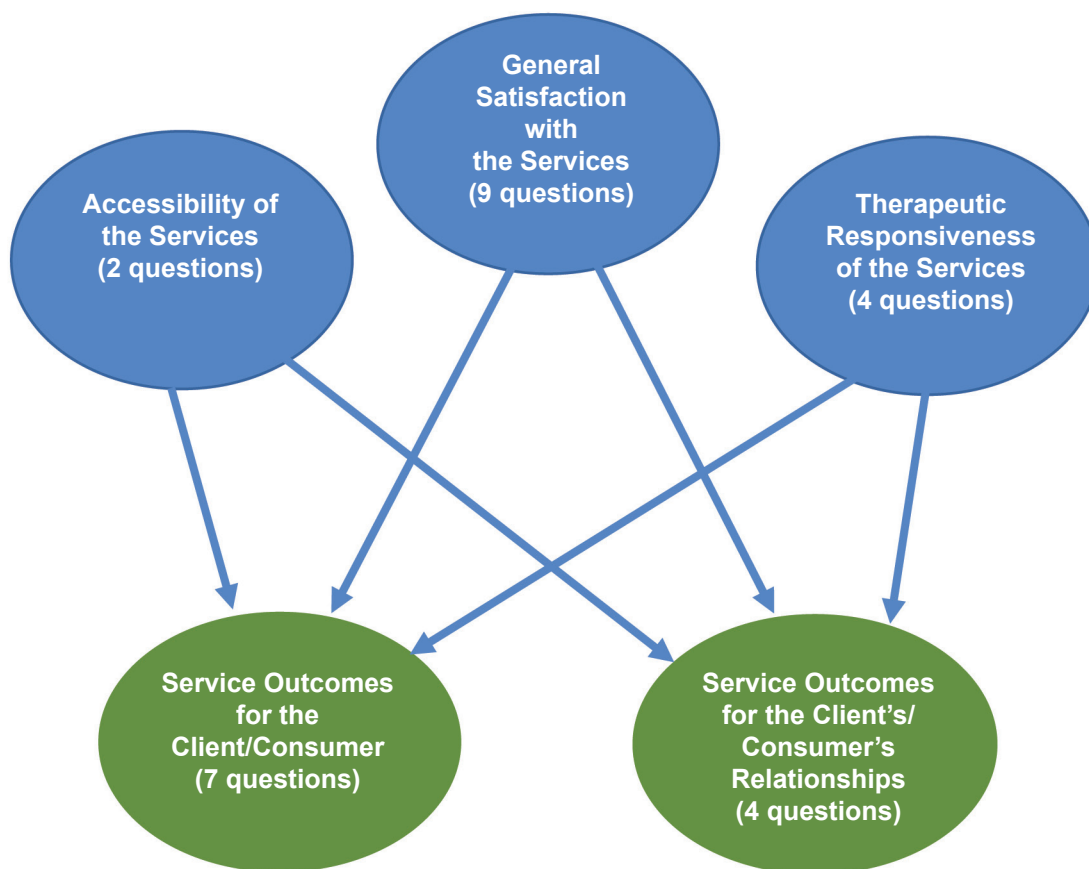 General
Satisfaction
with
the Services
(9 questions)
Accessibility of
the Services
(2 questions)
Therapeutic
Responsiveness
of the Services
(4 questions)
Service Outcomes
for the
Client/Consumer
(7 questions)
Service Outcomes
for the Client’s/
Consumer’s
Relationships
(4 questions)